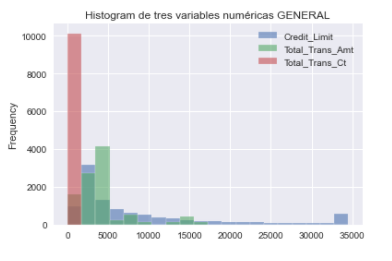 Histogram de tres variables numéricas GENERAL
Credit_Limit
Total_Trans_Amt
Total_Trans_Ct
Frequency
10000
8000
6000
4000
2000
0
0 5000 10000 15000 20000 25000 30000 35000